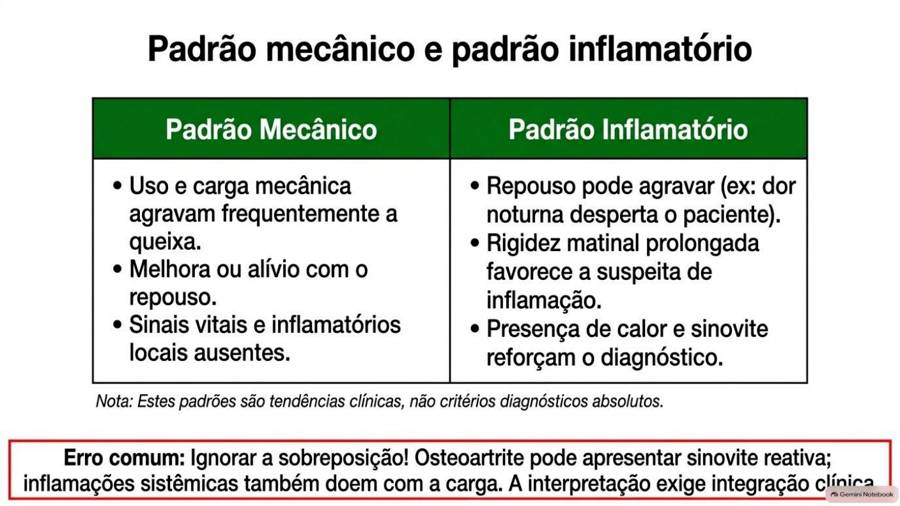 Padrão mecânico e padrão inflamatório
Padrão Mecânico
• Uso e carga mecânica
agravam frequentemente a
queixa.
• Melhora ou alívio com o
repouso.
• Sinais vitais e inflamatórios
locais ausentes.
Padrão Inflamatório
• Repouso pode agravar (ex: dor
noturna desperta o paciente).
• Rigidez matinal prolongada
favorece a suspeita de
inflamação.
• Presença de calor e sinovite
reforçam o diagnóstico.
Nota: Estes padrões são tendências clínicas, não critérios diagnósticos absolutos.
Erro comum: Ignorar a sobreposição! Osteoartrite pode apresentar sinovite reativa;
inflamações sistêmicas também doem com a carga. A interpretação exige integração clínica.
Gemini Notebook